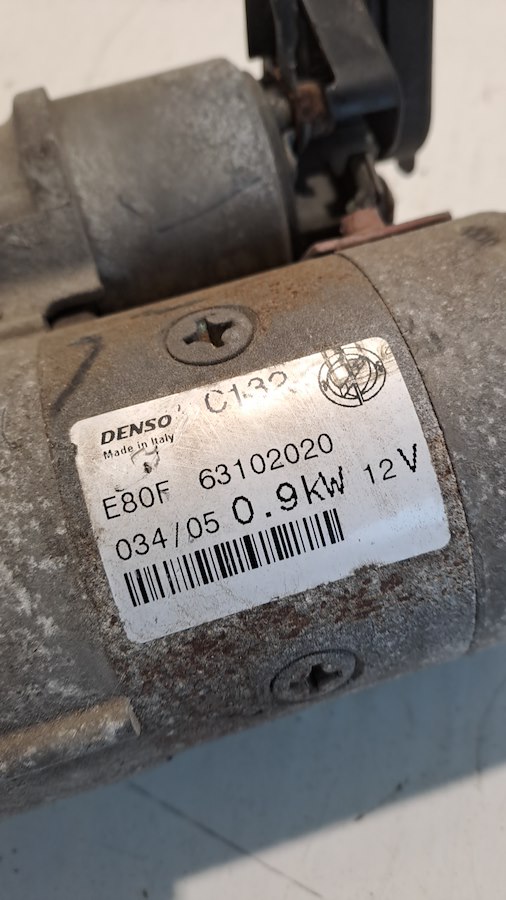 DENSO C132
Made in Italy
E80F 63102020
034/05 0.9KW 12V